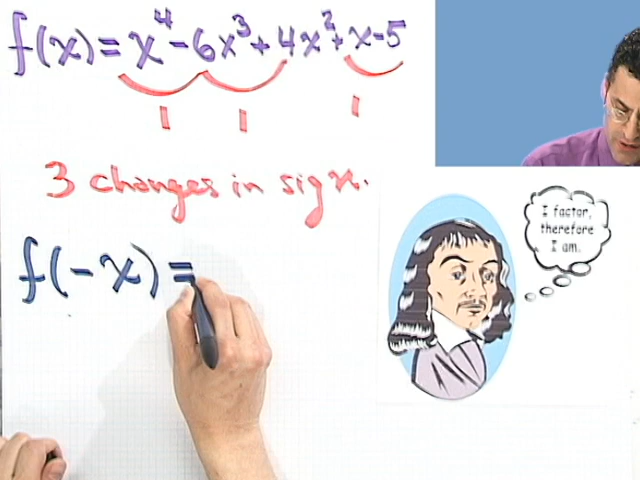 f(x) = x⁴ - 6x³ + 4x² + x - 5
1 1 1
3 changes in sign.
f(-x) =
I factor,
therefore
I am.